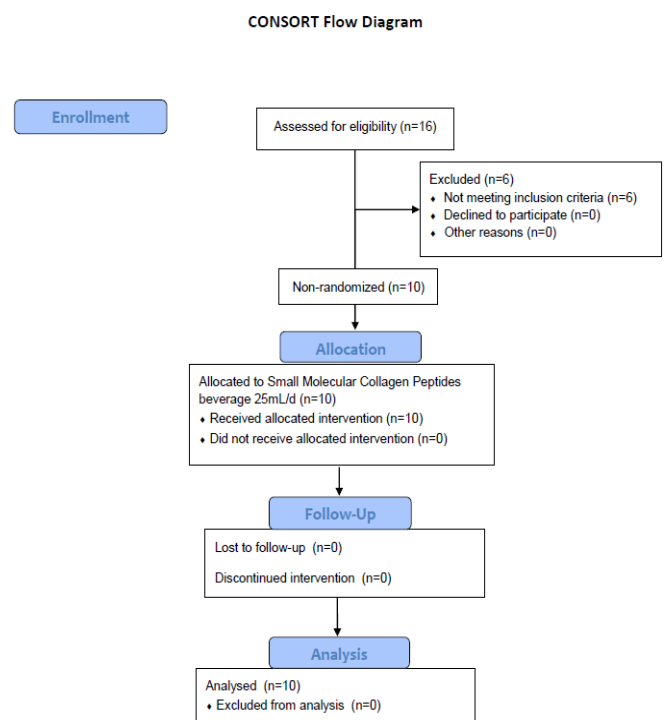 CONSORT Flow Diagram
Enrollment
Assessed for eligibility (n=16)
Excluded (n=6)
♦ Not meeting inclusion criteria (n=6)
♦ Declined to participate (n=0)
♦ Other reasons (n=0)
Non-randomized (n=10)
Allocation
Allocated to Small Molecular Collagen Peptides
beverage 25mL/d (n=10)
♦ Received allocated intervention (n=10)
♦ Did not receive allocated intervention (n=0)
Follow-Up
Lost to follow-up (n=0)
Discontinued intervention (n=0)
Analysis
Analysed (n=10)
♦ Excluded from analysis (n=0)